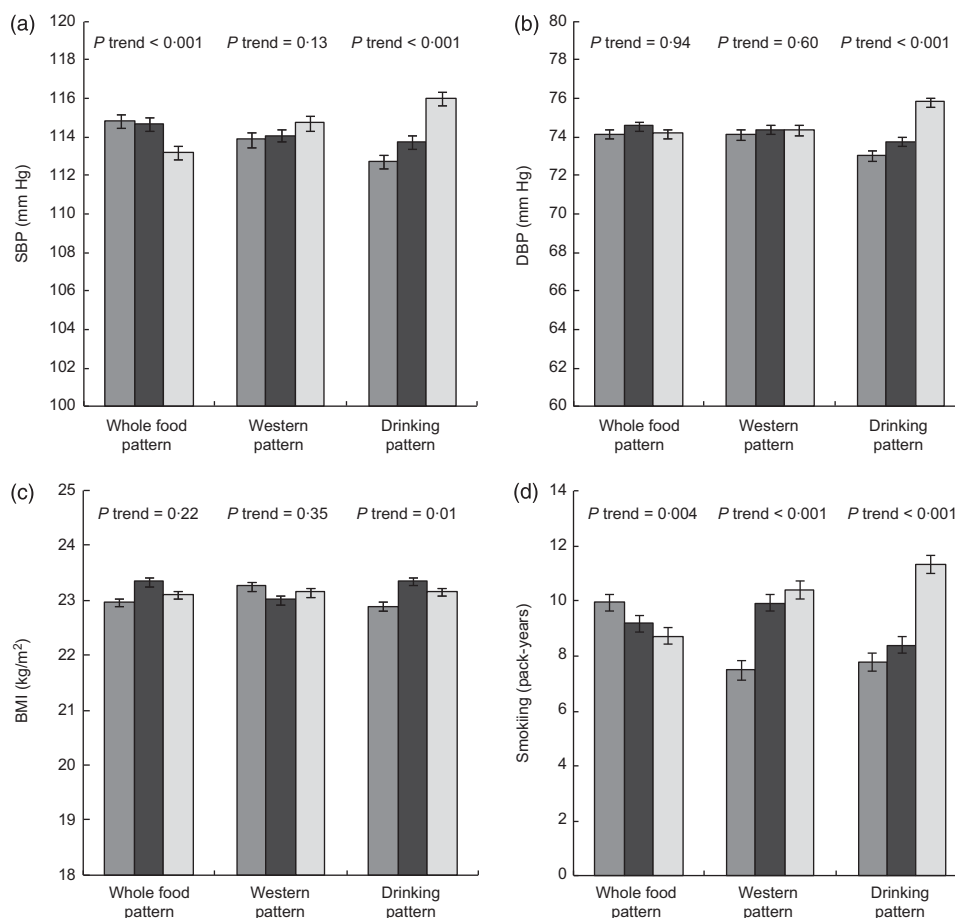 (a)
120
118
116
114
112
110
108
106
104
102
100
SBP (mm Hg)
P trend < 0·001 P trend = 0·13 P trend < 0·001
Whole food pattern
Western pattern
Drinking pattern
(b)
80
78
76
74
72
70
68
66
64
62
60
DBP (mm Hg)
P trend = 0·94 P trend = 0·60 P trend < 0·001
Whole food pattern
Western pattern
Drinking pattern
(c)
25
24
23
22
21
20
19
18
BMI (kg/m²)
P trend = 0·22 P trend = 0·35 P trend = 0·01
Whole food pattern
Western pattern
Drinking pattern
(d)
14
12
10
8
6
4
2
0
Smokiing (pack-years)
P trend = 0·004 P trend < 0·001 P trend < 0·001
Whole food pattern
Western pattern
Drinking pattern